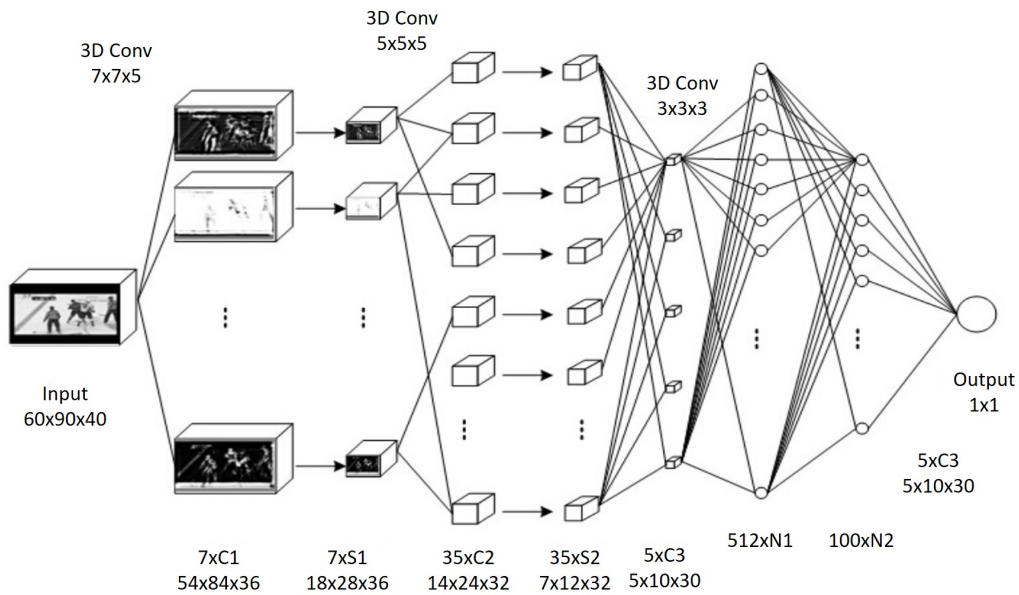 3D Conv
7x7x5
3D Conv
5x5x5
3D Conv
3x3x3
Input
60x90x40
Output
1x1
5xC3
5x10x30
7xC1
54x84x36
7xS1
18x28x36
35xC2
14x24x32
35xS2
7x12x32
5xC3
5x10x30
512xN1
100xN2